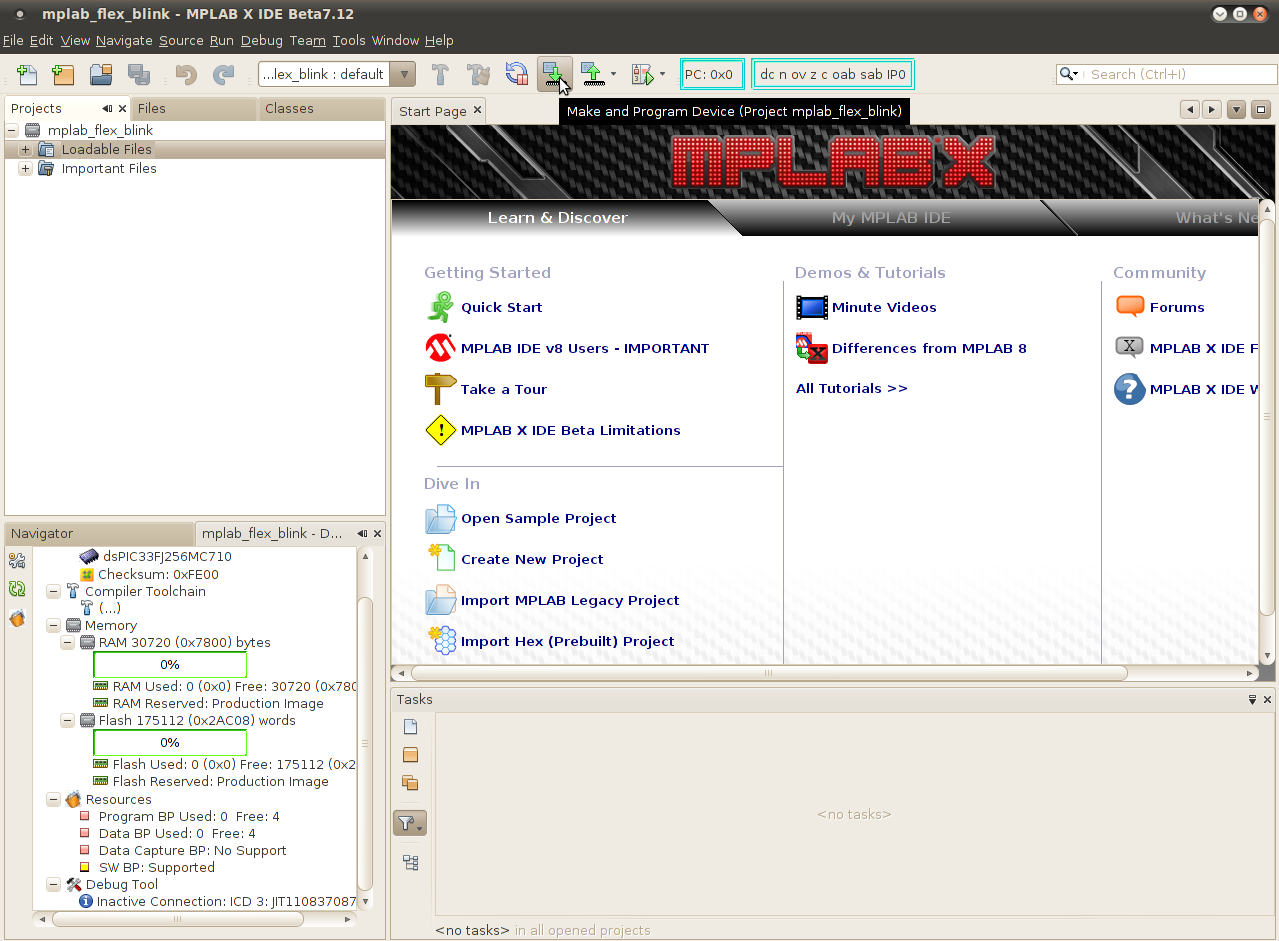 mplab_flex_blink - MPLAB X IDE Beta7.12
File Edit View Navigate Source Run Debug Team Tools Window Help
...lex_blink : default
PC: 0x0
dc n ov z c oab sab IP0
Search (Ctrl+I)
Projects
Files
Classes
Start Page
Make and Program Device (Project mplab_flex_blink)
mplab_flex_blink
Loadable Files
Important Files
MPLAB X
Learn & Discover
My MPLAB IDE
What's Ne
Getting Started
Quick Start
MPLAB IDE v8 Users - IMPORTANT
Take a Tour
MPLAB X IDE Beta Limitations
Demos & Tutorials
Minute Videos
Differences from MPLAB 8
All Tutorials >>
Community
Forums
MPLAB X IDE F
MPLAB X IDE W
Dive In
Open Sample Project
Create New Project
Import MPLAB Legacy Project
Import Hex (Prebuilt) Project
Navigator
mplab_flex_blink - D...
dsPIC33FJ256MC710
Checksum: 0xFE00
Compiler Toolchain
(...)
Memory
RAM 30720 (0x7800) bytes
0%
RAM Used: 0 (0x0) Free: 30720 (0x780
RAM Reserved: Production Image
Flash 175112 (0x2AC08) words
0%
Flash Used: 0 (0x0) Free: 175112 (0x2
Flash Reserved: Production Image
Resources
Program BP Used: 0 Free: 4
Data BP Used: 0 Free: 4
Data Capture BP: No Support
SW BP: Supported
Debug Tool
Inactive Connection: ICD 3: JIT110837087
Tasks
<no tasks>
<no tasks> in all opened projects